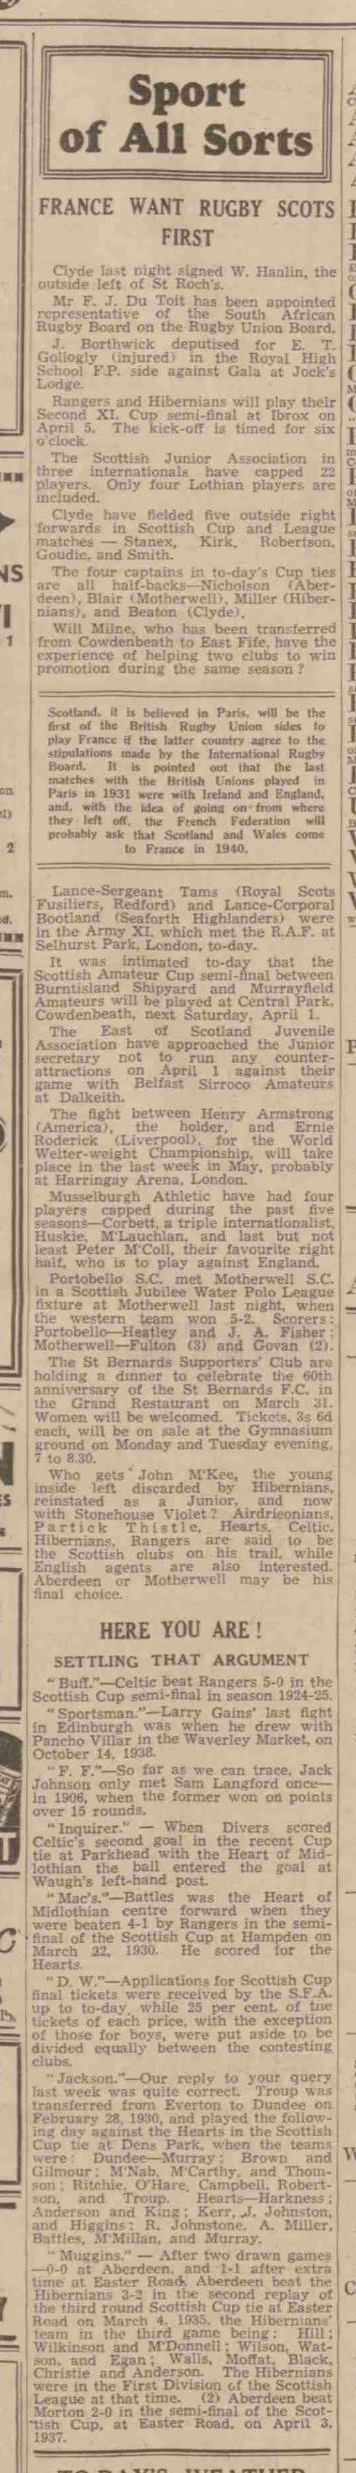 Sport
of All Sorts
FRANCE WANT RUGBY SCOTS
FIRST
Clyde last night signed W. Hanlin, the
outside left of St Roch's.
Mr F. J. Du Toit has been appointed
representative of the South African
Rugby Board on the Rugby Union Board.
J. Borthwick deputised for E. T.
Gollogly (injured) in the Royal High
School F.P. side against Gala at Jock's
Lodge.
Rangers and Hibernians will play their
Second XI. Cup semi-final at Ibrox on
April 5. The kick-off is timed for six
o'clock.
The Scottish Junior Association in
three internationals have capped 22
players. Only four Lothian players are
included.
Clyde have fielded five outside right
forwards in Scottish Cup and League
matches — Stanex, Kirk, Robertson,
Goudie, and Smith.
The four captains in to-day's Cup ties
are all half-backs—Nicholson (Aber-
deen), Blair (Motherwell), Miller (Hiber-
nians), and Beaton (Clyde).
Will Milne, who has been transferred
from Cowdenbeath to East Fife, have the
experience of helping two clubs to win
promotion during the same season?
Scotland, it is believed in Paris, will be the
first of the British Rugby Union sides to
play France if the latter country agree to the
stipulations made by the International Rugby
Board. It is pointed out that the last
matches with the British Unions played in
Paris in 1931 were with Ireland and England,
and, with the idea of going on from where
they left off, the French Federation will
probably ask that Scotland and Wales come
to France in 1940.
Lance-Sergeant Tams (Royal Scots
Fusiliers, Redford) and Lance-Corporal
Bootland (Seaforth Highlanders) were
in the Army XI. which met the R.A.F. at
Selhurst Park, London, to-day.
It was intimated to-day that the
Scottish Amateur Cup semi-final between
Burntisland Shipyard and Murrayfield
Amateurs will be played at Central Park,
Cowdenbeath, next Saturday, April 1.
The East of Scotland Juvenile
Association have approached the Junior
secretary not to run any counter-
attractions on April 1 against their
game with Belfast Sirroco Amateurs
at Dalkeith.
The fight between Henry Armstrong
(America), the holder, and Ernie
Roderick (Liverpool), for the World
Welter-weight Championship, will take
place in the last week in May, probably
at Harringay Arena, London.
Musselburgh Athletic have had four
players capped during the past five
seasons—Corbett, a triple internationalist,
Huskie, M'Lauchlan, and last but not
least Peter M'Coll, their favourite right
half, who is to play against England.
Portobello S.C. met Motherwell S.C.
in a Scottish Jubilee Water Polo League
fixture at Motherwell last night, when
the western team won 5-2. Scorers:
Portobello—Heatley and J. A. Fisher;
Motherwell—Fulton (3) and Govan (2).
The St Bernards Supporters' Club are
holding a dinner to celebrate the 60th
anniversary of the St Bernards F.C. in
the Grand Restaurant on March 31.
Women will be welcomed. Tickets, 3s 6d
each, will be on sale at the Gymnasium
ground on Monday and Tuesday evening,
7 to 8.30.
Who gets John M'Kee, the young
inside left discarded by Hibernians,
reinstated as a Junior, and now
with Stonehouse Violet? Airdrieonians,
Partick Thistle, Hearts, Celtic,
Hibernians, Rangers are said to be
the Scottish clubs on his trail, while
English agents are also interested.
Aberdeen or Motherwell may be his
final choice.
HERE YOU ARE!
SETTLING THAT ARGUMENT
"Buff."—Celtic beat Rangers 5-0 in the
Scottish Cup semi-final in season 1924-25.
"Sportsman."—Larry Gains' last fight
in Edinburgh was when he drew with
Pancho Villar in the Waverley Market, on
October 14, 1938.
"F. F."—So far as we can trace, Jack
Johnson only met Sam Langford once—
in 1906, when the former won on points
over 15 rounds.
"Inquirer." — When Divers scored
Celtic's second goal in the recent Cup
tie at Parkhead with the Heart of Mid-
lothian the ball entered the goal at
Waugh's left-hand post.
"Mac's."—Battles was the Heart of
Midlothian centre forward when they
were beaten 4-1 by Rangers in the semi-
final of the Scottish Cup at Hampden on
March 22, 1930. He scored for the
Hearts.
"D. W."—Applications for Scottish Cup
final tickets were received by the S.F.A.
up to to-day, while 25 per cent. of the
tickets of each price, with the exception
of those for boys, were put aside to be
divided equally between the contesting
clubs.
"Jackson."—Our reply to your query
last week was quite correct. Troup was
transferred from Everton to Dundee on
February 28, 1930, and played the follow-
ing day against the Hearts in the Scottish
Cup tie at Dens Park, when the teams
were: Dundee—Murray; Brown and
Gilmour; M'Nab, M'Carthy, and Thom-
son; Ritchie, O'Hare, Campbell, Robert-
son, and Troup. Hearts—Harkness;
Anderson and King; Kerr, J. Johnston,
and Higgins; R. Johnstone, A. Miller,
Battles, M'Millan, and Murray.
"Muggins." — After two drawn games
—0-0 at Aberdeen, and 1-1 after extra
time at Easter Road, Aberdeen beat the
Hibernians 3-2 in the second replay of
the third round Scottish Cup tie at Easter
Road on March 4, 1935, the Hibernians'
team in the third game being: Hill;
Wilkinson and M'Donnell; Wilson, Wat-
son, and Egan; Walls, Moffat, Black,
Christie and Anderson. The Hibernians
were in the First Division of the Scottish
League at that time. (2) Aberdeen beat
Morton 2-0 in the semi-final of the Scot-
tish Cup, at Easter Road, on April 3,
1937.